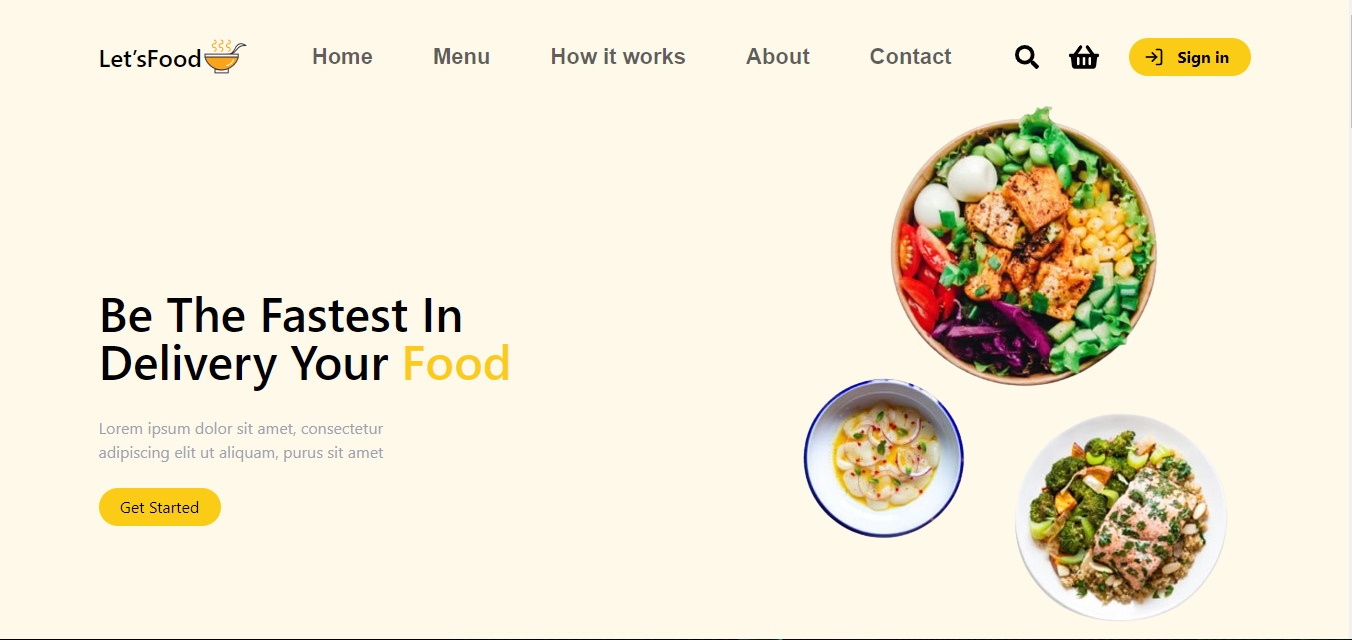 Let'sFood
Home
Menu
How it works
About
Contact
Sign in
Be The Fastest In
Delivery Your Food
Lorem ipsum dolor sit amet, consectetur
adipiscing elit ut aliquam, purus sit amet
Get Started